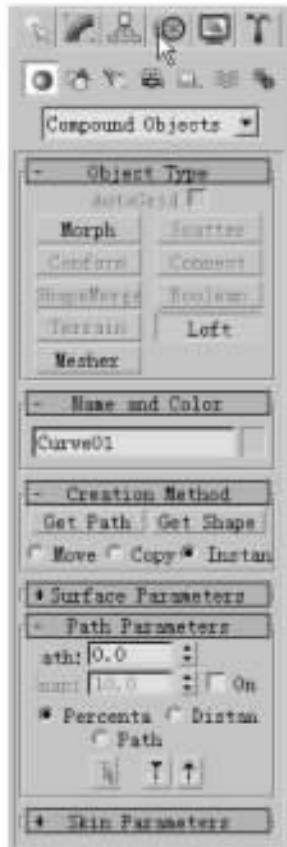 Compound Objects
- Object Type
AutoGrid
Morph Scatter
Conform Connect
ShapeMerge Boolean
Terrain Loft
Mesher
- Name and Color
Curve01
- Creation Method
Get Path Get Shape
Move Copy Instan
+ Surface Parameters
- Path Parameters
ath: 0.0
10.0 On
Percenta Distan
Path
+ Skin Parameters